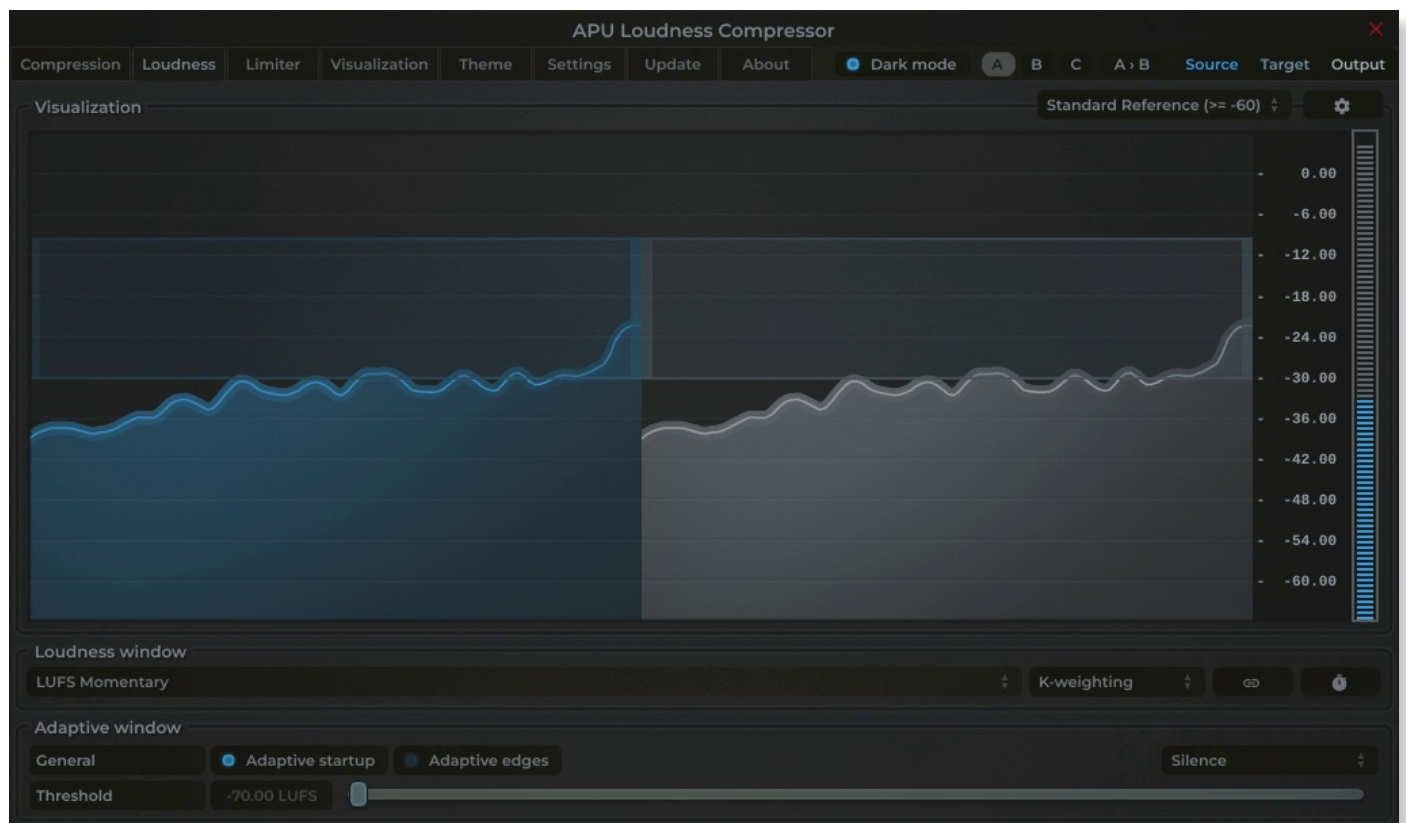 APU Loudness Compressor
Compression Loudness Limiter Visualization Theme Settings Update About Dark mode A B C A › B Source Target Output
Visualization Standard Reference (>= -60)
- 0.00
- -6.00
- -12.00
- -18.00
- -24.00
- -30.00
- -36.00
- -42.00
- -48.00
- -54.00
- -60.00
Loudness window
LUFS Momentary K-weighting
Adaptive window
General Adaptive startup Adaptive edges Silence
Threshold -70.00 LUFS